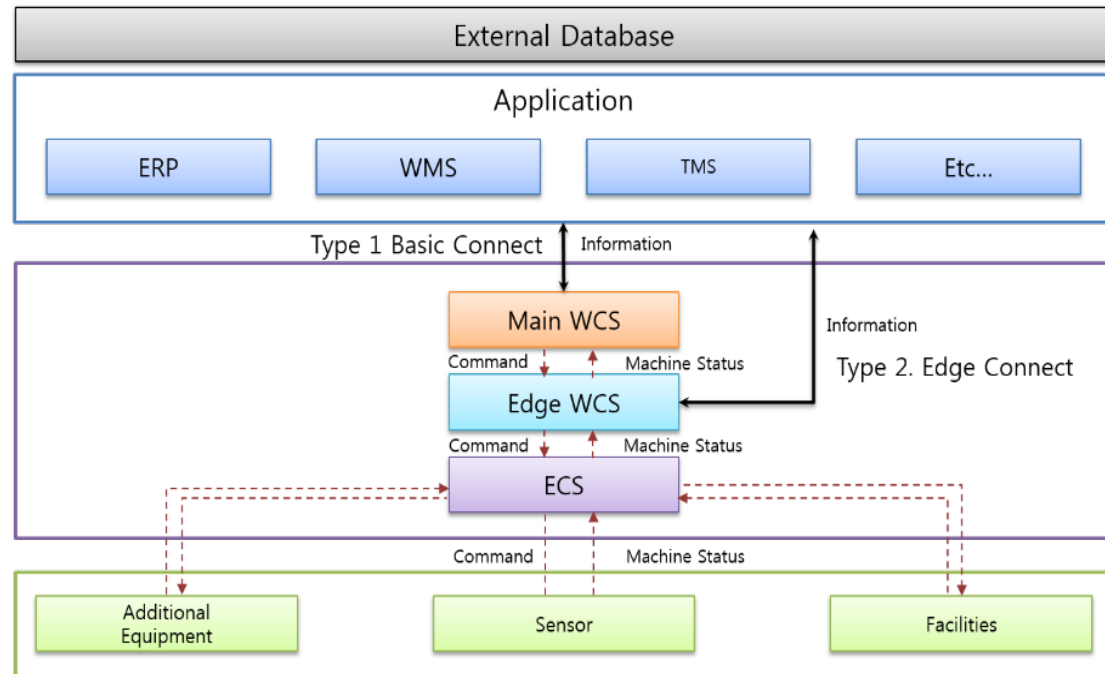 External Database
Application
ERP
WMS
TMS
Etc...
Type 1 Basic Connect
Information
Main WCS
Information
Command
Machine Status
Type 2. Edge Connect
Edge WCS
Command
Machine Status
ECS
Command
Machine Status
Additional
Equipment
Sensor
Facilities